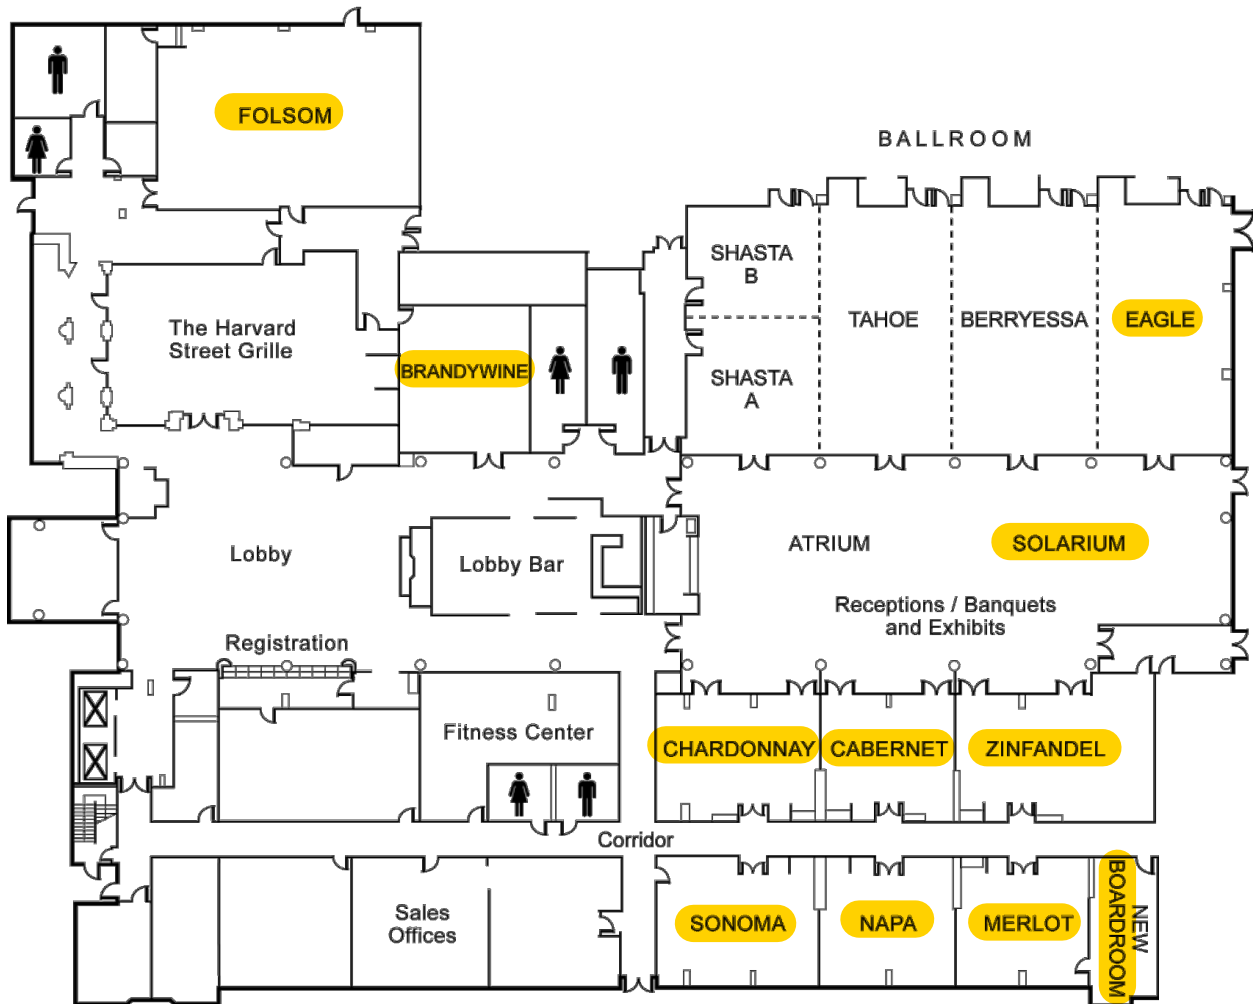 FOLSOM
BALLROOM
SHASTA
B
TAHOE
BERRYESSA
EAGLE
The Harvard
Street Grille
BRANDYWINE
SHASTA
A
Lobby
Lobby Bar
ATRIUM
SOLARIUM
Receptions / Banquets
and Exhibits
Registration
Fitness Center
CHARDONNAY
CABERNET
ZINFANDEL
Corridor
Sales
Offices
SONOMA
NAPA
MERLOT
NEW
BOARDROOM